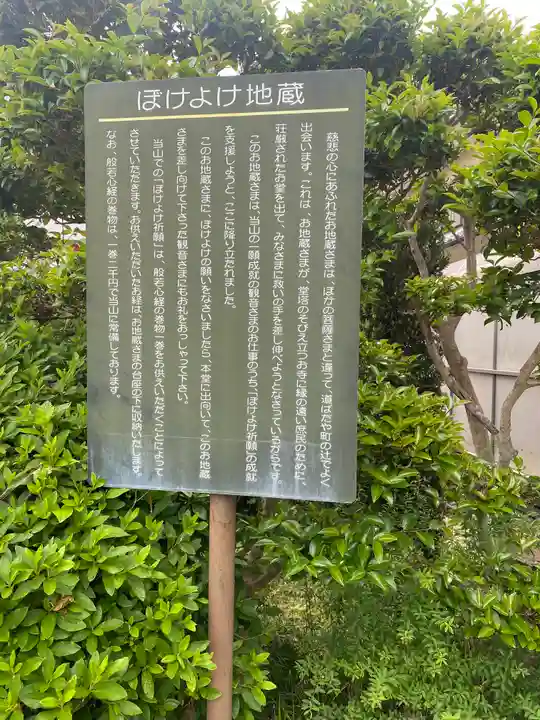 ぼけよけ地蔵
慈悲の心にあふれたお地蔵さまは、ほかの菩薩さまと違って、道ばたや町の辻でよく
出会います。これは、お地蔵さまが、堂塔のそびえ立つお寺に縁の遠い庶民のために、
荘厳されたお堂を出て、みなさまに救いの手を差し伸べようとなさっているからです。
このお地蔵さまは、当山の一願成就の観音さまのお仕事のうち、「ぼけよけ祈願」の成就
を支援しようと、ここに降り立たれました。
このお地蔵さまに、ぼけよけの願いをなさいましたら、本堂に出向いて、このお地蔵
さまを差し向けて下さった観音さまにもお礼をおっしゃって下さい。
当山での「ぼけよけ祈願」は、般若心経の巻物一巻をお供えいただくことによって
させていただきます。お供えいただいたお経は、お地蔵さまの台座の下に収納いたします。
なお、般若心経の巻物は、一巻二千円で当山に常備しております。